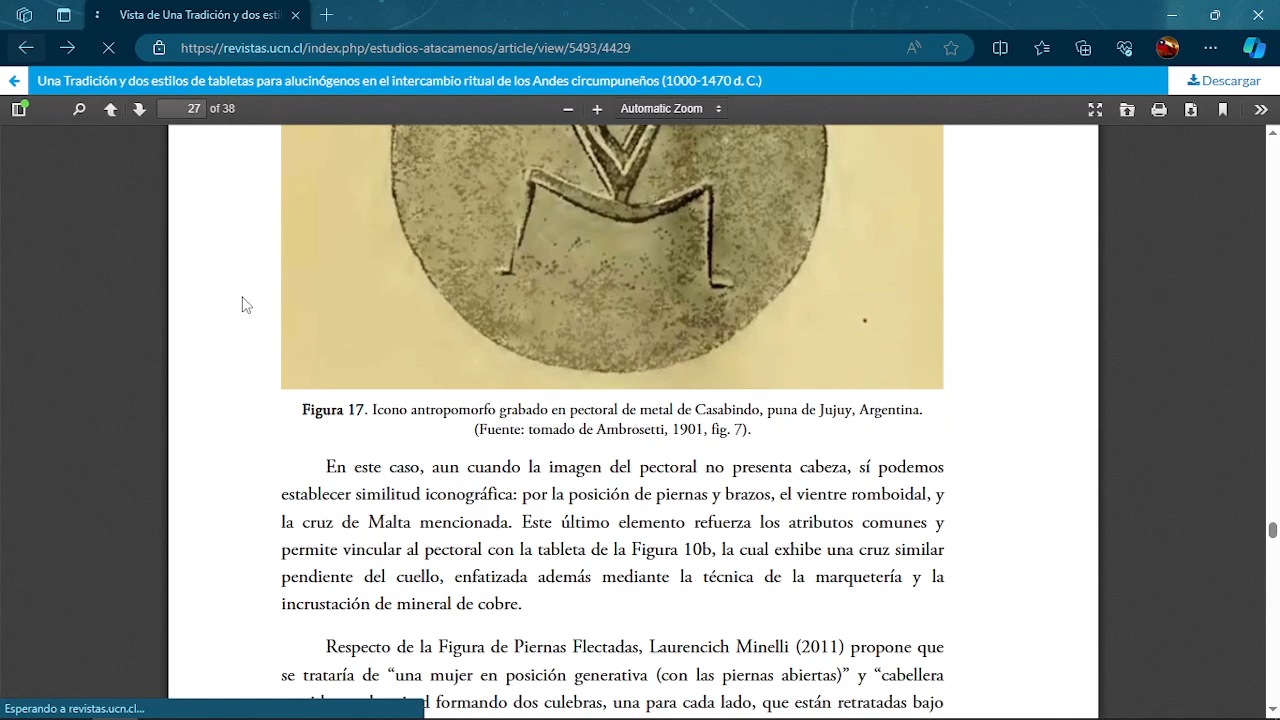 Vista de Una Tradición y dos esti
https://revistas.ucn.cl/index.php/estudios-atacamenos/article/view/5493/4429
Una Tradición y dos estilos de tabletas para alucinógenos en el intercambio ritual de los Andes circumpuneños (1000-1470 d. C.)
Descargar
27 of 38
Automatic Zoom
Figura 17. Icono antropomorfo grabado en pectoral de metal de Casabindo, puna de Jujuy, Argentina.
(Fuente: tomado de Ambrosetti, 1901, fig. 7).
En este caso, aun cuando la imagen del pectoral no presenta cabeza, sí podemos
establecer similitud iconográfica: por la posición de piernas y brazos, el vientre romboidal, y
la cruz de Malta mencionada. Este último elemento refuerza los atributos comunes y
permite vincular al pectoral con la tableta de la Figura 10b, la cual exhibe una cruz similar
pendiente del cuello, enfatizada además mediante la técnica de la marquetería y la
incrustación de mineral de cobre.
Respecto de la Figura de Piernas Flectadas, Laurencich Minelli (2011) propone que
se trataría de “una mujer en posición generativa (con las piernas abiertas)” y “cabellera
formando dos culebras, una para cada lado, que están retratadas bajo
Esperando a revistas.ucn.cl...